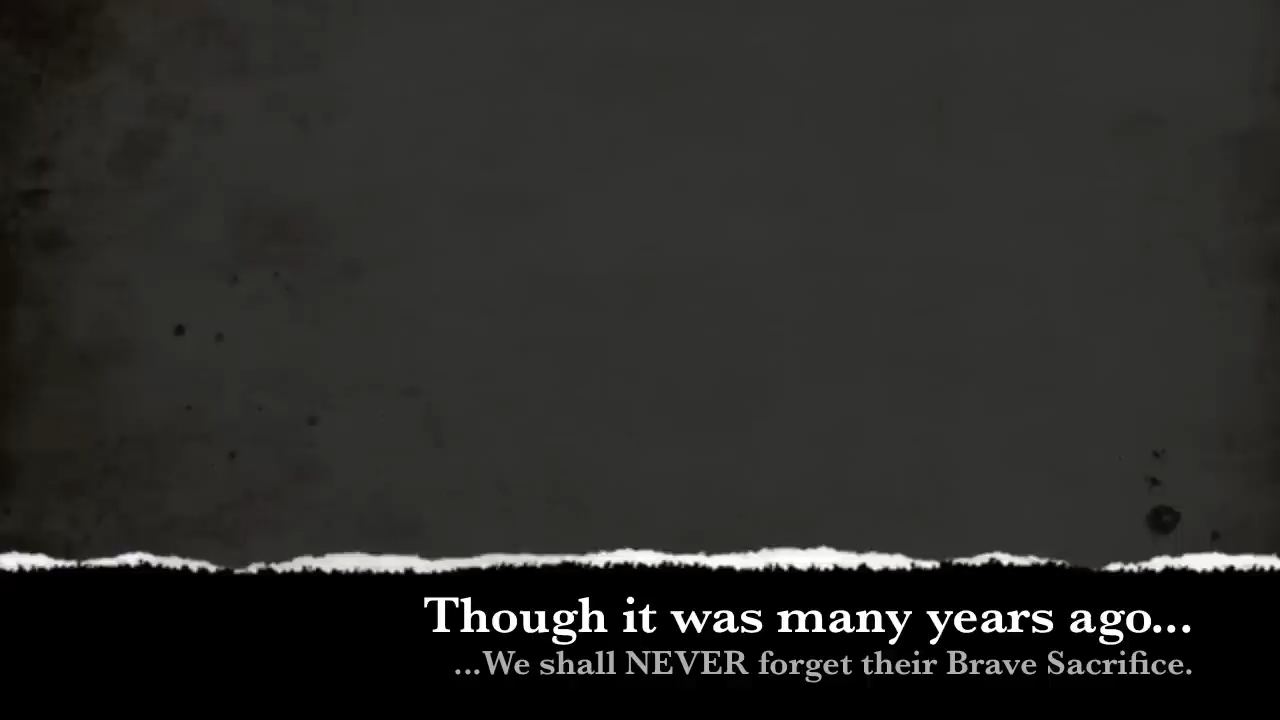 Though it was many years ago...
...We shall NEVER forget their Brave Sacrifice.